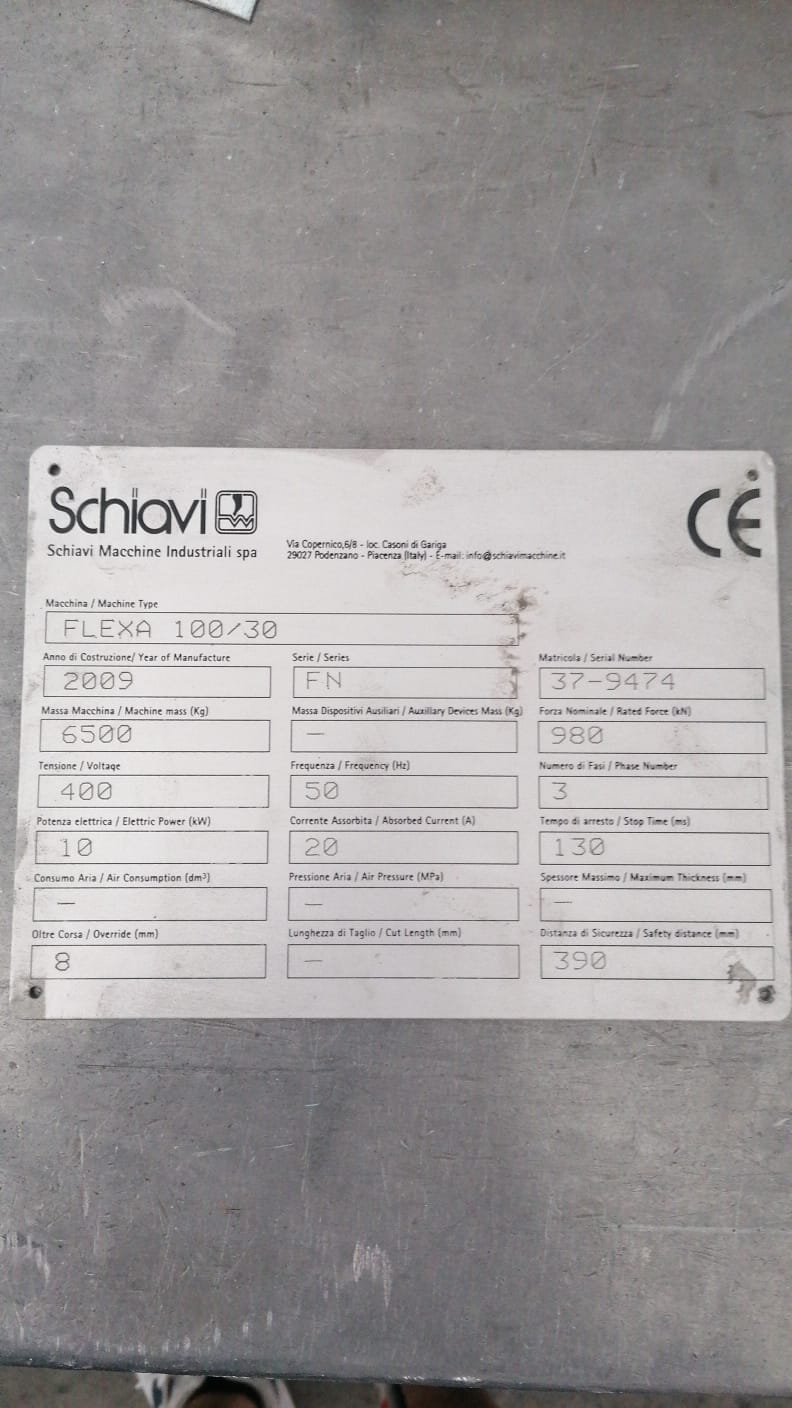 Schiavi
Schiavi Macchine Industriali spa
Via Copernico,6/8 - loc. Casoni di Gariga
29027 Podenzano - Piacenza (Italy) - E-mail: info@schiavimacchine.it
CE
Macchina / Machine Type
FLEXA 100/30
Anno di Costruzione/ Year of Manufacture Serie / Series Matricola / Serial Number
2009 FN 37-9474
Massa Macchina / Machine mass (Kg) Massa Dispositivi Ausiliari / Auxillary Devices Mass (Kg) Forza Nominale / Rated Force (kN)
6500 — 980
Tensione / Voltage Frequenza / Frequency (Hz) Numero di Fasi / Phase Number
400 50 3
Potenza elettrica / Elettric Power (kW) Corrente Assorbita / Absorbed Current (A) Tempo di arresto / Stop Time (ms)
10 20 130
Consumo Aria / Air Consumption (dm³) Pressione Aria / Air Pressure (MPa) Spessore Massimo / Maximum Thickness (mm)
— — —
Oltre Corsa / Override (mm) Lunghezza di Taglio / Cut Length (mm) Distanza di Sicurezza / Safety distance (mm)
8 — 390